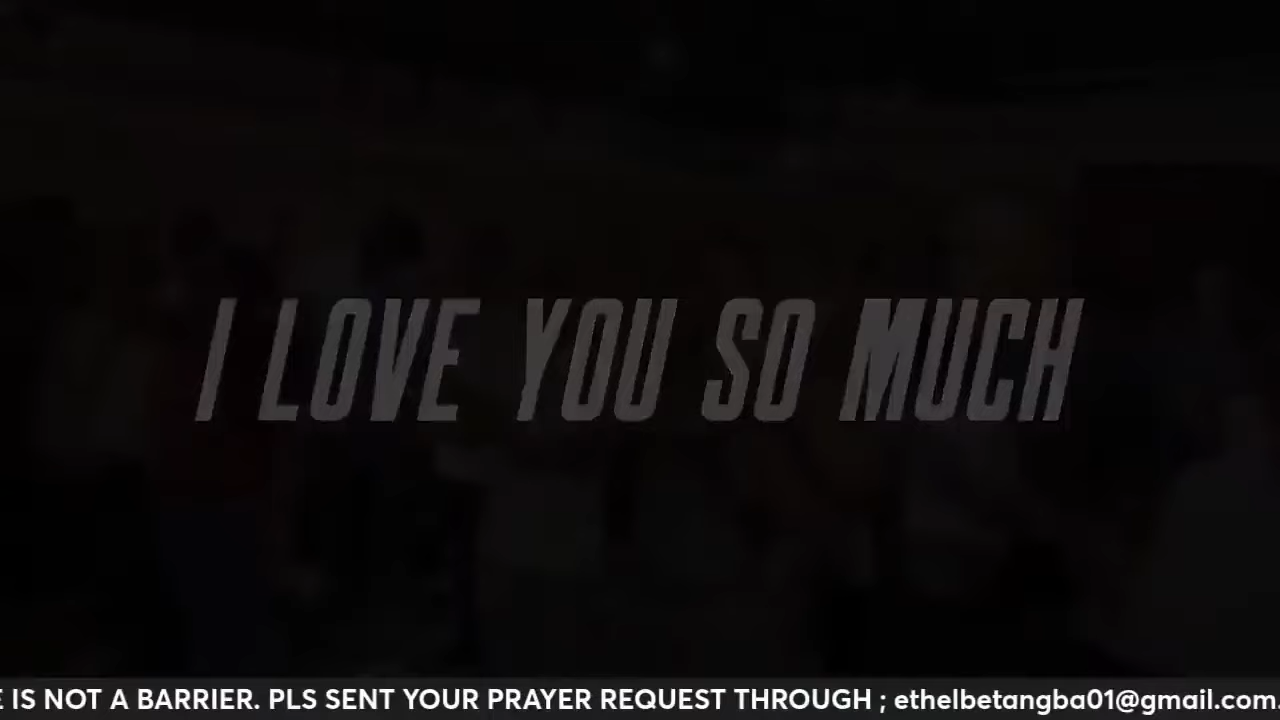 I LOVE YOU SO MUCH
E IS NOT A BARRIER. PLS SENT YOUR PRAYER REQUEST THROUGH ; ethelbetangba01@gmail.com.